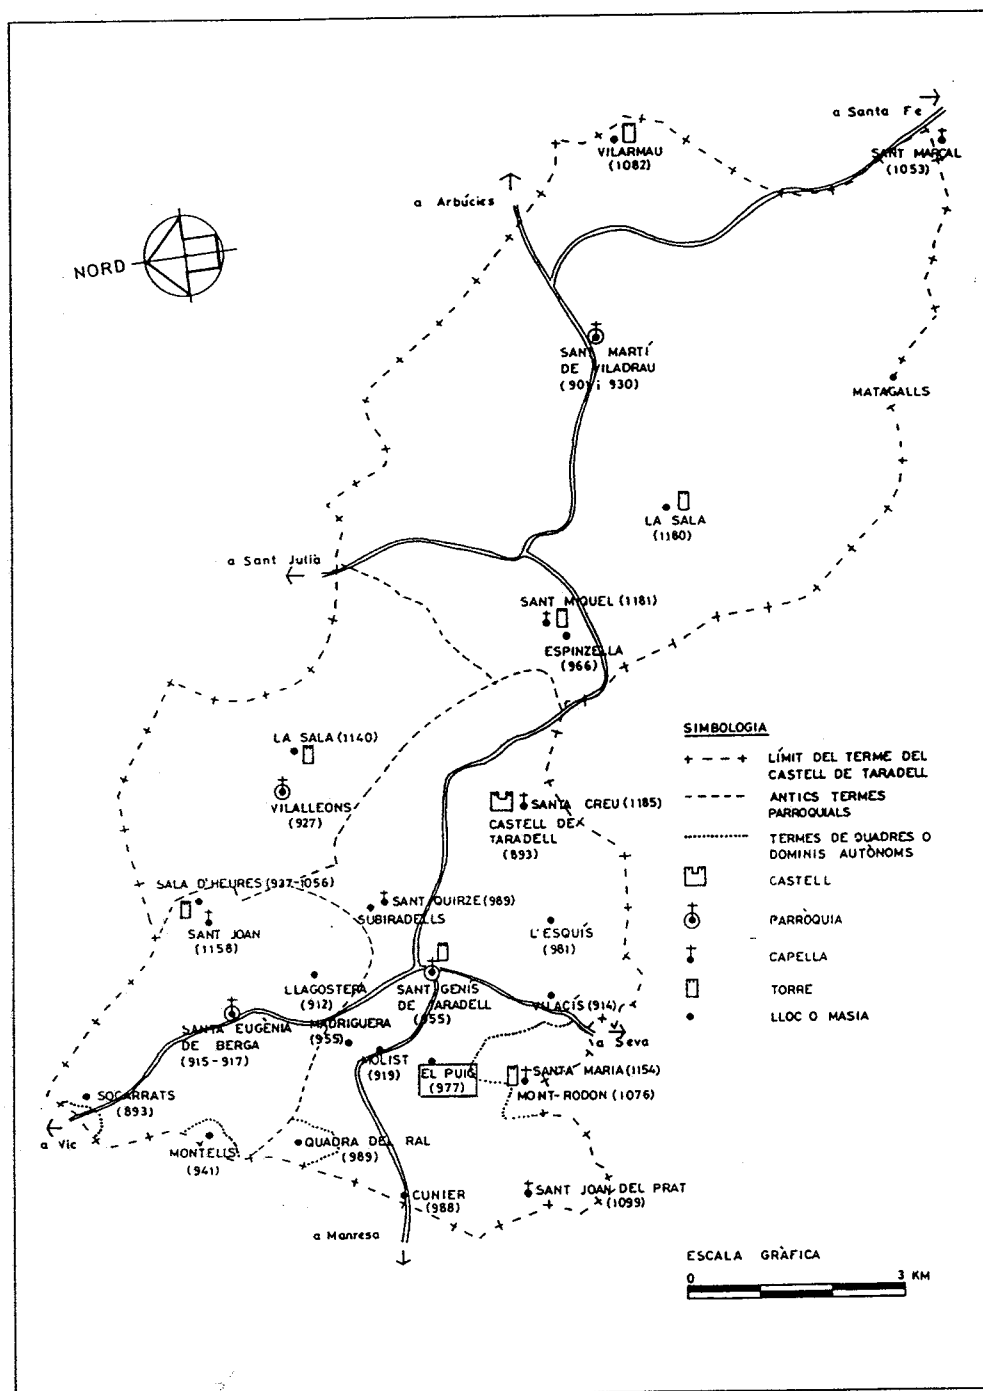 a Santa Fe
VILARMAU
(1082)
SANT MARÇAL
(1053)
a Arbúcies
NORD
SANT MARTÍ
DE VILADRAU
(901 i 930)
MATAGALLS
LA SALA
(1180)
a Sant Julià
SANT MIQUEL (1181)
ESPINZELLA
(966)
LA SALA (1140)
VILALLEONS
(927)
SANTA CREU (1185)
CASTELL DE
TARADELL
(893)
SIMBOLOGIA
LÍMIT DEL TERME DEL
CASTELL DE TARADELL
ANTICS TERMES
PARROQUIALS
TERMES DE QUADRES O
DOMINIS AUTÒNOMS
CASTELL
PARRÒQUIA
CAPELLA
TORRE
LLOC O MASIA
SALA D'HEURES (937-1056)
SANT JOAN
(1158)
SANT QUIRZE (989)
SUBIRADELLS
L'ESQUÍS
(981)
LLAGOSTERA
(912)
SANT GENÍS
DE TARADELL
(955)
VILACÍS (914)
a Seva
SANTA EUGÈNIA
DE BERGA
(915-917)
MADRIGUERA
(955)
MOLIST
(919)
EL PUIG
(977)
SANTA MARIA (1154)
MONT-RODON (1076)
SOCARRATS
(893)
a Vic
MONTELLS
(941)
QUADRA DEL RAL
(989)
CUNIER
(988)
SANT JOAN DEL PRAT
(1099)
a Manresa
ESCALA GRÀFICA
0 3 KM